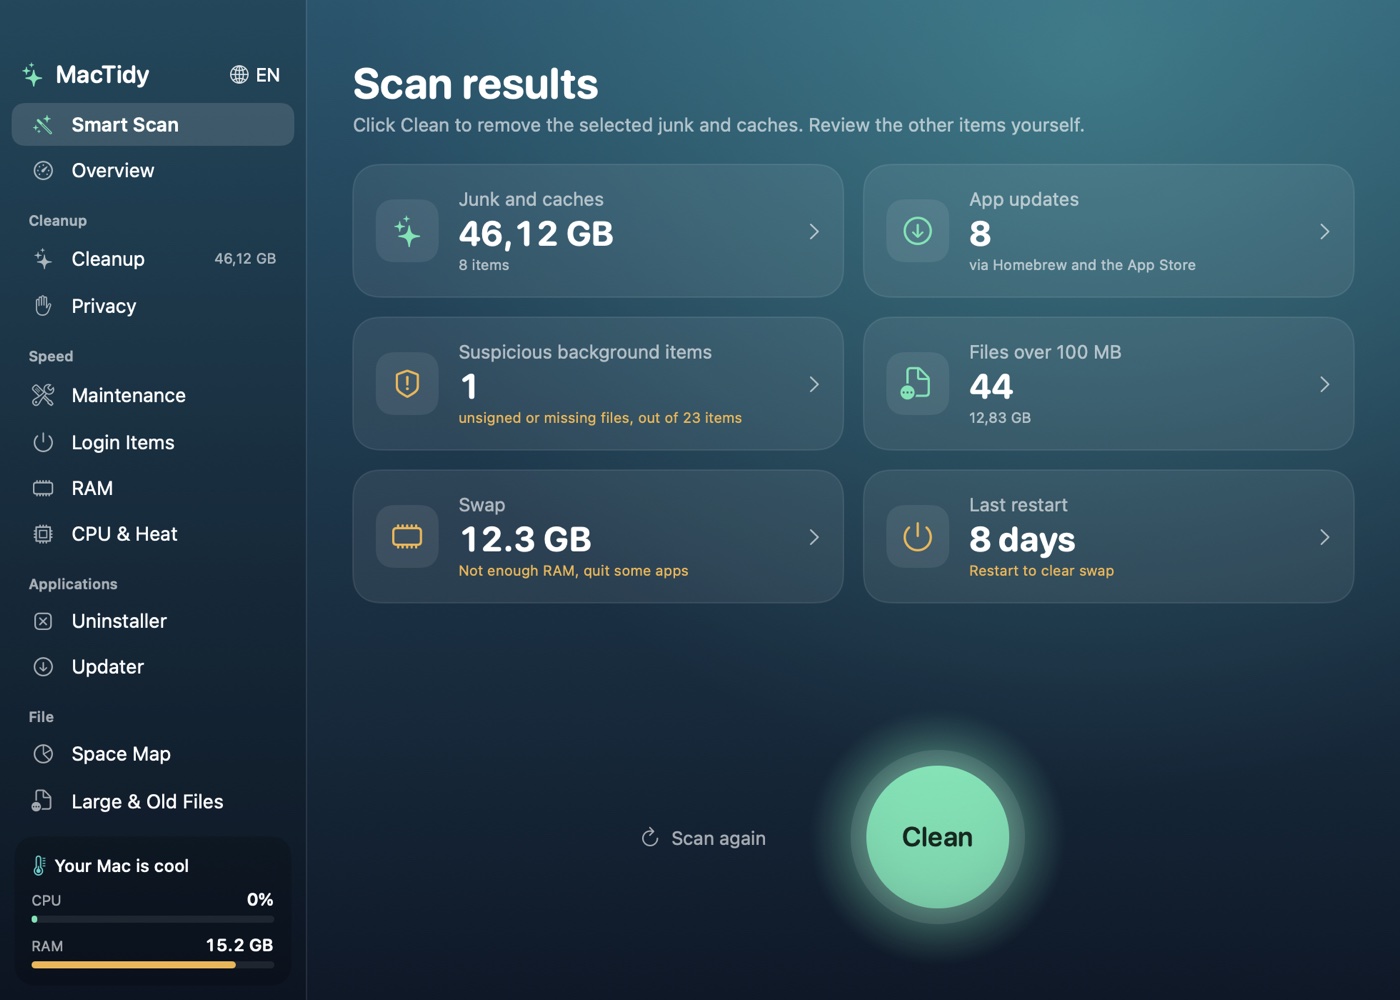 MacTidy
EN
Smart Scan
Overview
Cleanup
Cleanup 46,12 GB
Privacy
Speed
Maintenance
Login Items
RAM
CPU & Heat
Applications
Uninstaller
Updater
File
Space Map
Large & Old Files
Your Mac is cool
CPU 0%
RAM 15.2 GB
Scan results
Click Clean to remove the selected junk and caches. Review the other items yourself.
Junk and caches
46,12 GB
8 items
App updates
8
via Homebrew and the App Store
Suspicious background items
1
unsigned or missing files, out of 23 items
Files over 100 MB
44
12,83 GB
Swap
12.3 GB
Not enough RAM, quit some apps
Last restart
8 days
Restart to clear swap
Scan again
Clean